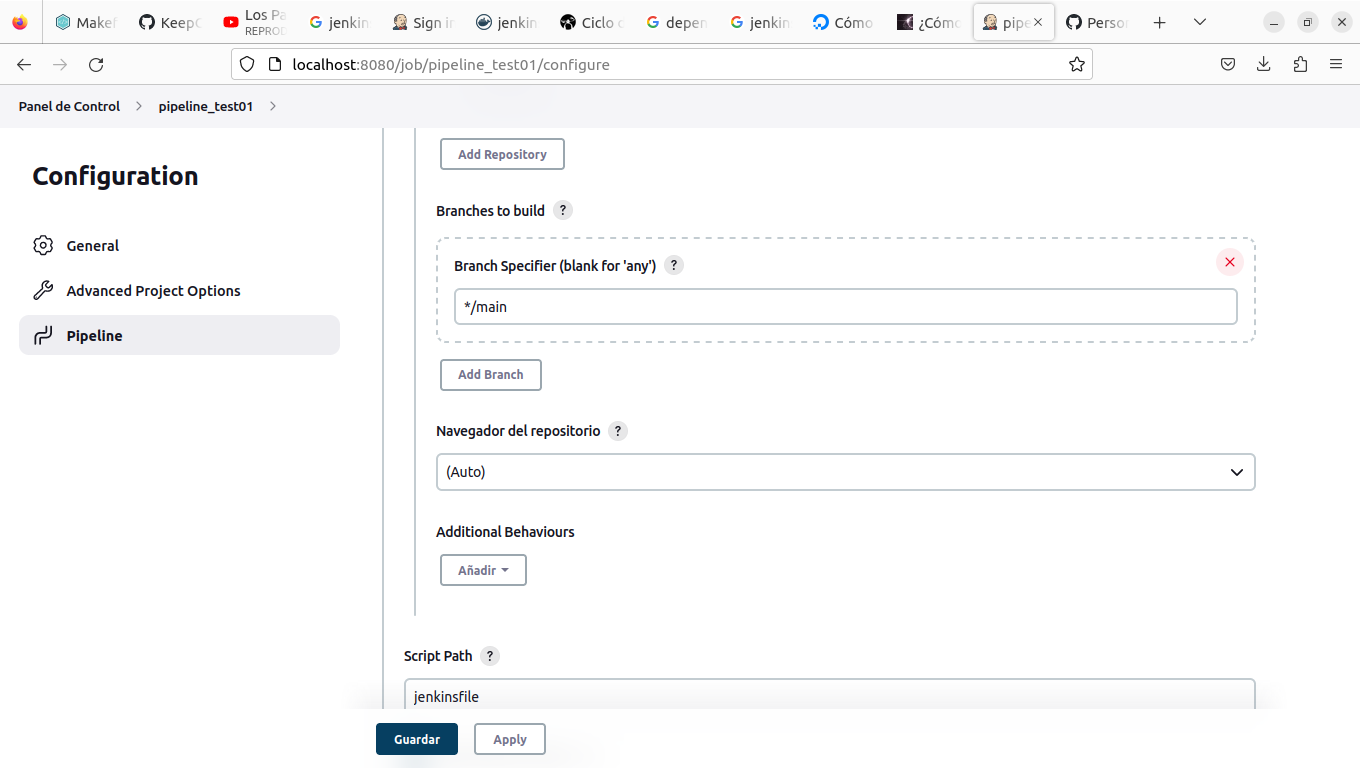 Makef
KeepC
Los Pa
REPROD
jenkin
Sign in
jenkin
Ciclo d
depen
jenkin
Cómo
¿Cómo
pipe
Perso
localhost:8080/job/pipeline_test01/configure
Panel de Control
pipeline_test01
Configuration
General
Advanced Project Options
Pipeline
Add Repository
Branches to build ?
Branch Specifier (blank for 'any') ?
*/main
Add Branch
Navegador del repositorio ?
(Auto)
Additional Behaviours
Añadir
Script Path ?
jenkinsfile
Guardar
Apply